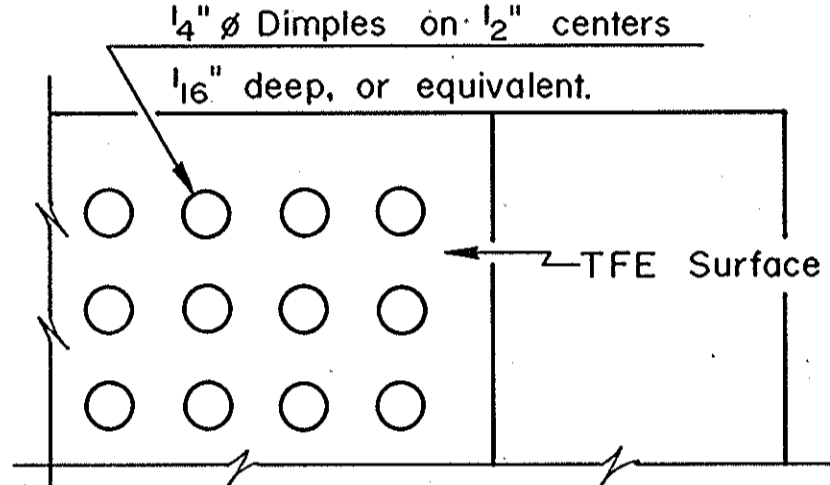 1/4" ø Dimples on 1/2" centers
1/16" deep, or equivalent.
TFE Surface